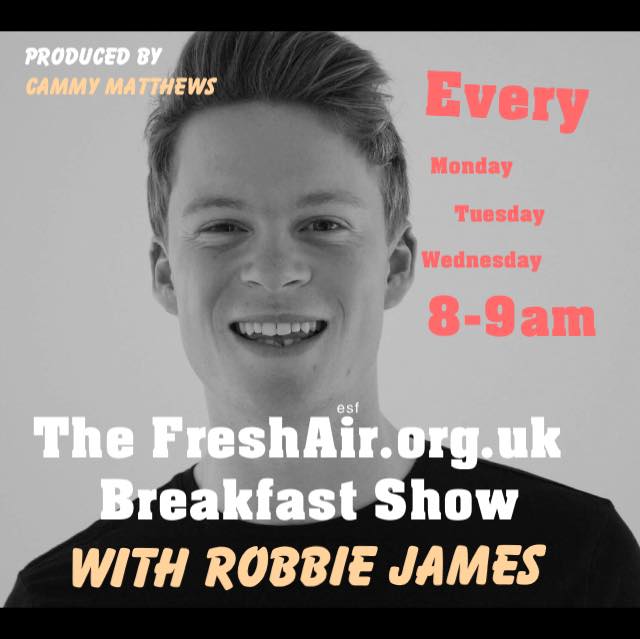 PRODUCED BY
CAMMY MATTHEWS
Every
Monday
Tuesday
Wednesday
8-9am
esf
The FreshAir.org.uk
Breakfast Show
WITH ROBBIE JAMES